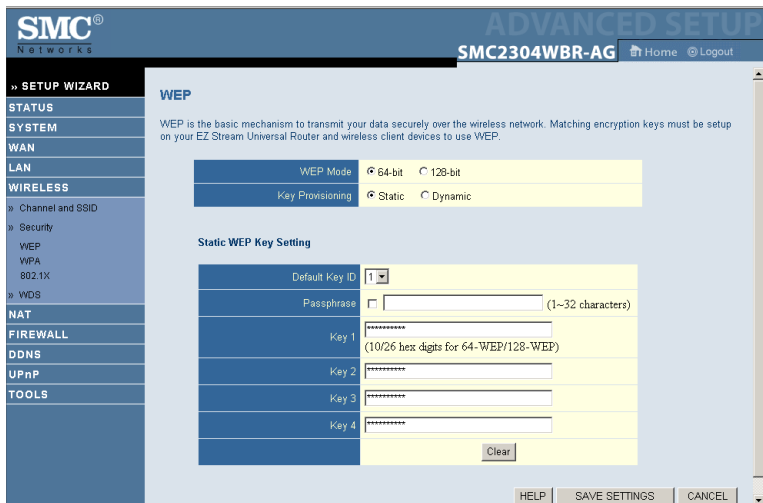 SMC®
Networks
ADVANCED SETUP
SMC2304WBR-AG
Home
Logout
» SETUP WIZARD
STATUS
SYSTEM
WAN
LAN
WIRELESS
» Channel and SSID
» Security
WEP
WPA
802.1X
» WDS
NAT
FIREWALL
DDNS
UPnP
TOOLS
WEP
WEP is the basic mechanism to transmit your data securely over the wireless network. Matching encryption keys must be setup
on your EZ Stream Universal Router and wireless client devices to use WEP.
WEP Mode 64-bit 128-bit
Key Provisioning Static Dynamic
Static WEP Key Setting
Default Key ID 1
Passphrase (1~32 characters)
Key 1 **********
(10/26 hex digits for 64-WEP/128-WEP)
Key 2 **********
Key 3 **********
Key 4 **********
Clear
HELP SAVE SETTINGS CANCEL